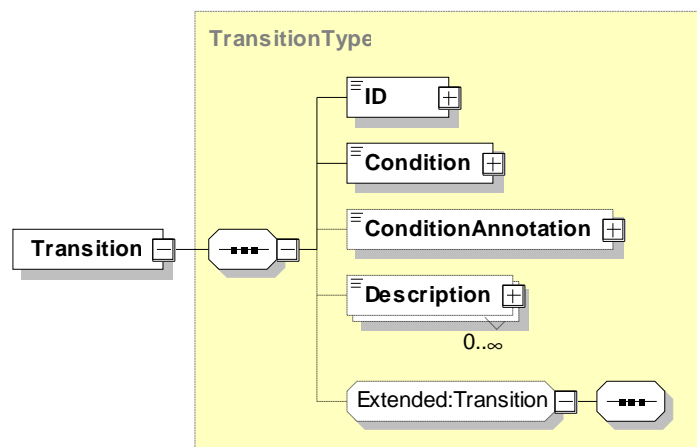 TransitionType
ID
Condition
ConditionAnnotation
Transition
Description
0..∞
Extended:Transition